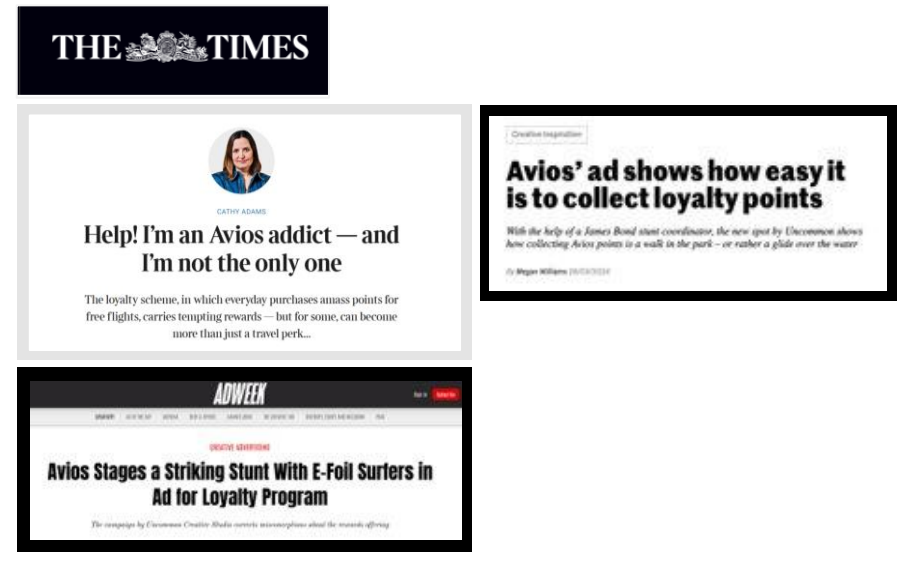 THE TIMES
CATHY ADAMS
Help! I'm an Avios addict — and
I'm not the only one
The loyalty scheme, in which everyday purchases amass points for
free flights, carries tempting rewards — but for some, can become
more than just a travel perk...
Creative Inspiration
Avios' ad shows how easy it
is to collect loyalty points
With the help of a James Bond stunt coordinator, the new spot by Uncommon shows
how collecting Avios points is a walk in the park – or rather a glide over the water
By Megan Williams
ADWEEK
Sign In
Subscribe
CREATIVE ADVERTISING
Avios Stages a Striking Stunt With E-Foil Surfers in
Ad for Loyalty Program
The campaign by Uncommon Creative Studio corrects misconceptions about the rewards offering